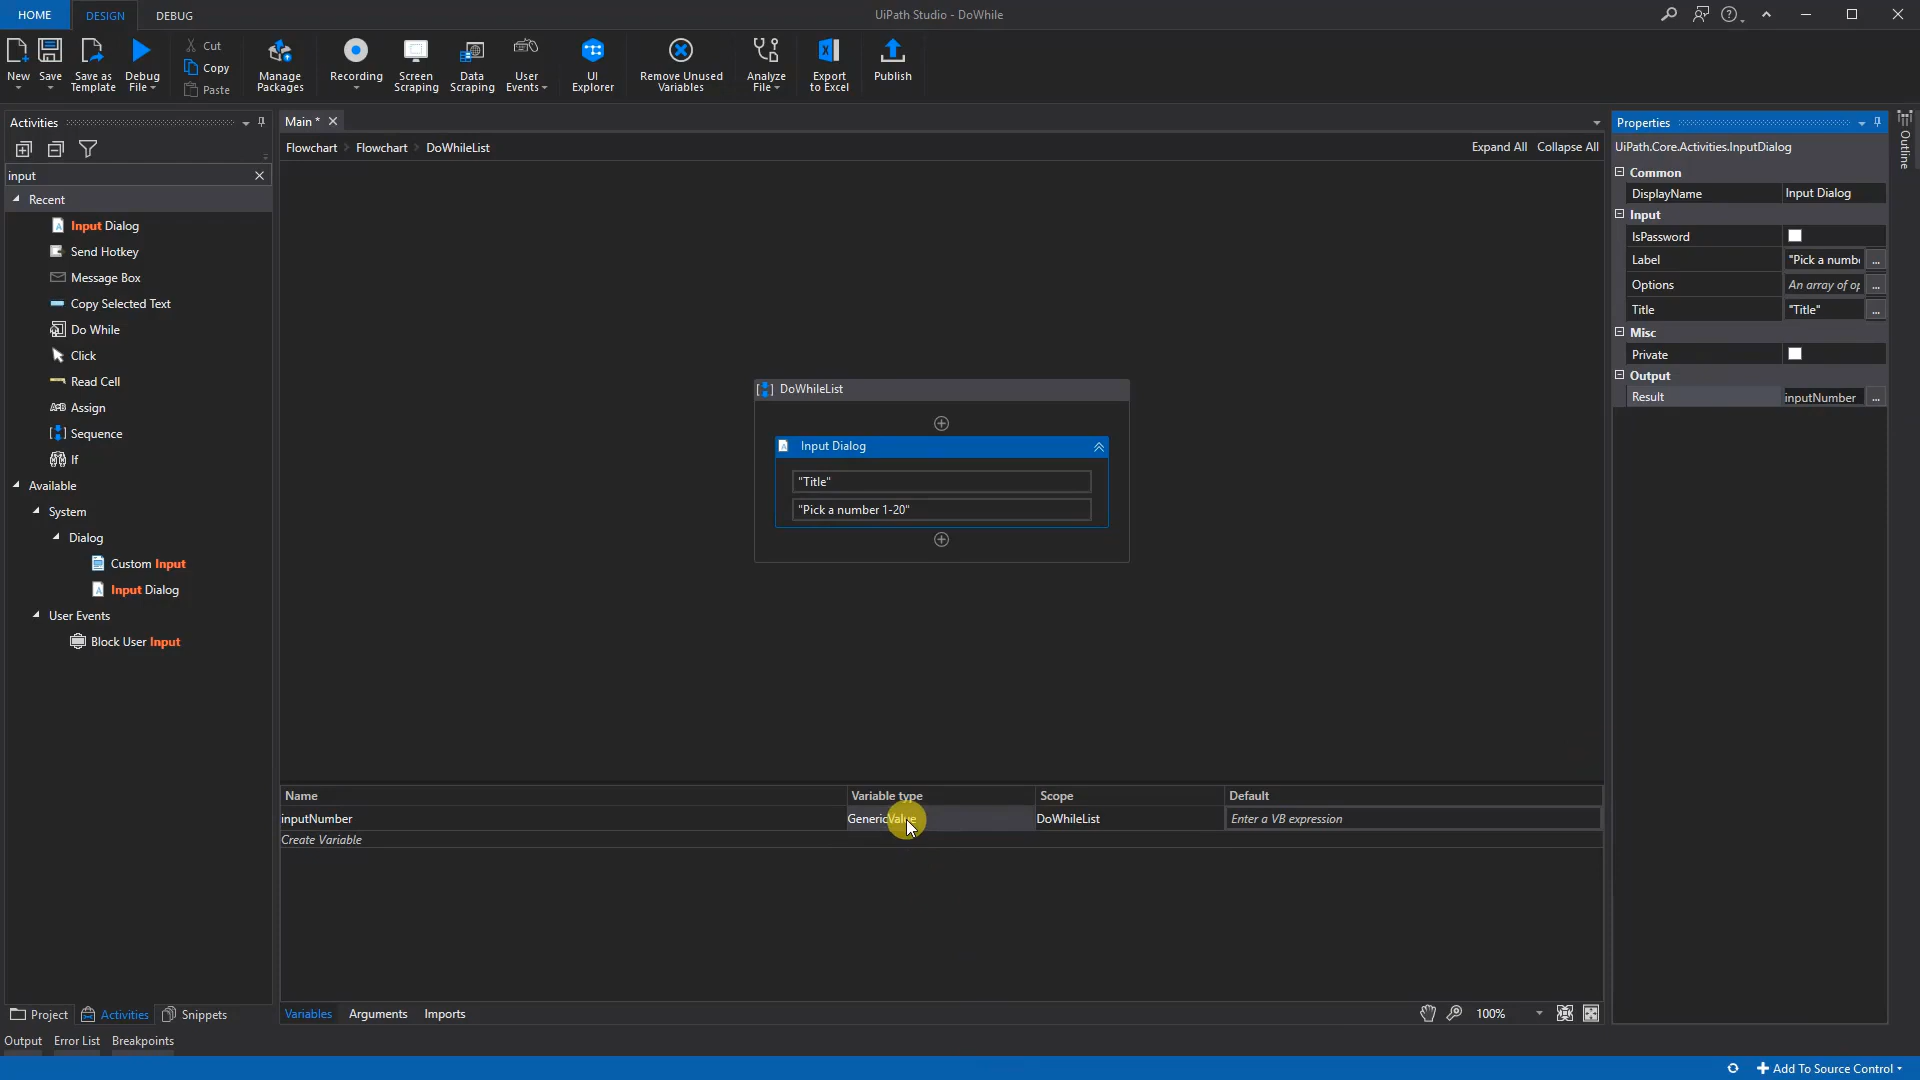 HOME DESIGN DEBUG UiPath Studio - DoWhile
New Save Save as Template Debug File Cut Copy Paste Manage Packages Recording Screen Scraping Data Scraping User Events UI Explorer Remove Unused Variables Analyze File Export to Excel Publish
Activities
input
Recent
Input Dialog
Send Hotkey
Message Box
Copy Selected Text
Do While
Click
Read Cell
Assign
Sequence
If
Available
System
Dialog
Custom Input
Input Dialog
User Events
Block User Input
Project Activities Snippets
Main *
Flowchart Flowchart DoWhileList Expand All Collapse All
DoWhileList
Input Dialog
"Title"
"Pick a number 1-20"
Name Variable type Scope Default
inputNumber GenericValue DoWhileList Enter a VB expression
Create Variable
Variables Arguments Imports 100%
Properties
UiPath.Core.Activities.InputDialog
Common
DisplayName Input Dialog
Input
IsPassword
Label "Pick a numbe ...
Options An array of op ...
Title "Title" ...
Misc
Private
Output
Result inputNumber ...
Outline
Output Error List Breakpoints
Add To Source Control